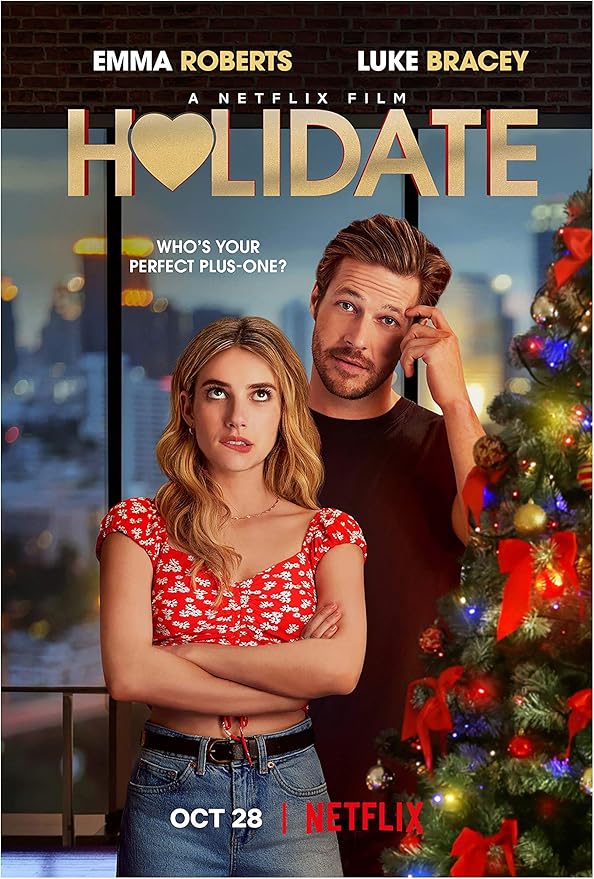 EMMA ROBERTS LUKE BRACEY
A NETFLIX FILM
HOLIDATE
WHO'S YOUR
PERFECT PLUS-ONE?
OCT 28 | NETFLIX